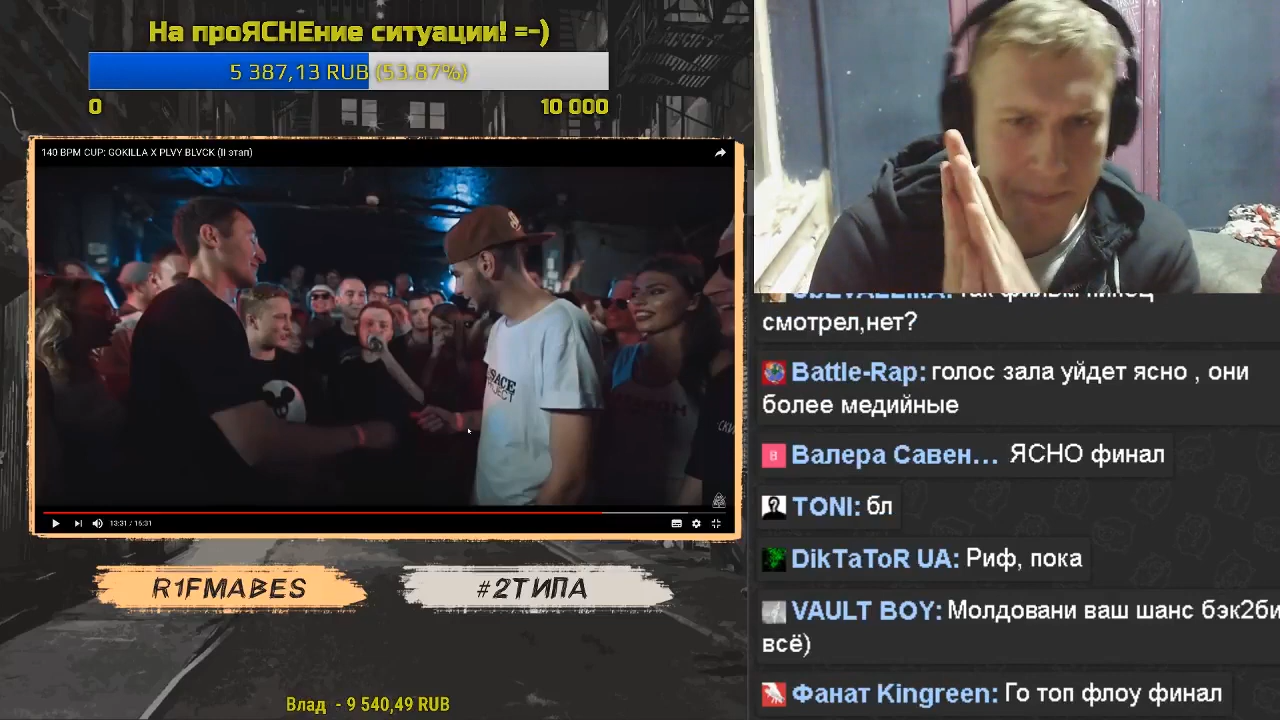 На проЯСНЕние ситуации! =-)
5 387,13 RUB (53.87%)
0
10 000
140 BPM CUP: GOKILLA X PLVY BLVCK (II этап)
13:31 / 16:31
R1FMABES
#2ТИПА
Влад - 9 540,49 RUB
смотрел,нет?
Battle-Rap: голос зала уйдет ясно , они
более медийные
Валера Савен... ЯСНО финал
TONI: бл
DikTaToR UA: Риф, пока
VAULT BOY: Молдовани ваш шанс бэк2би
всё)
Фанат Kingreen: Го топ флоу финал